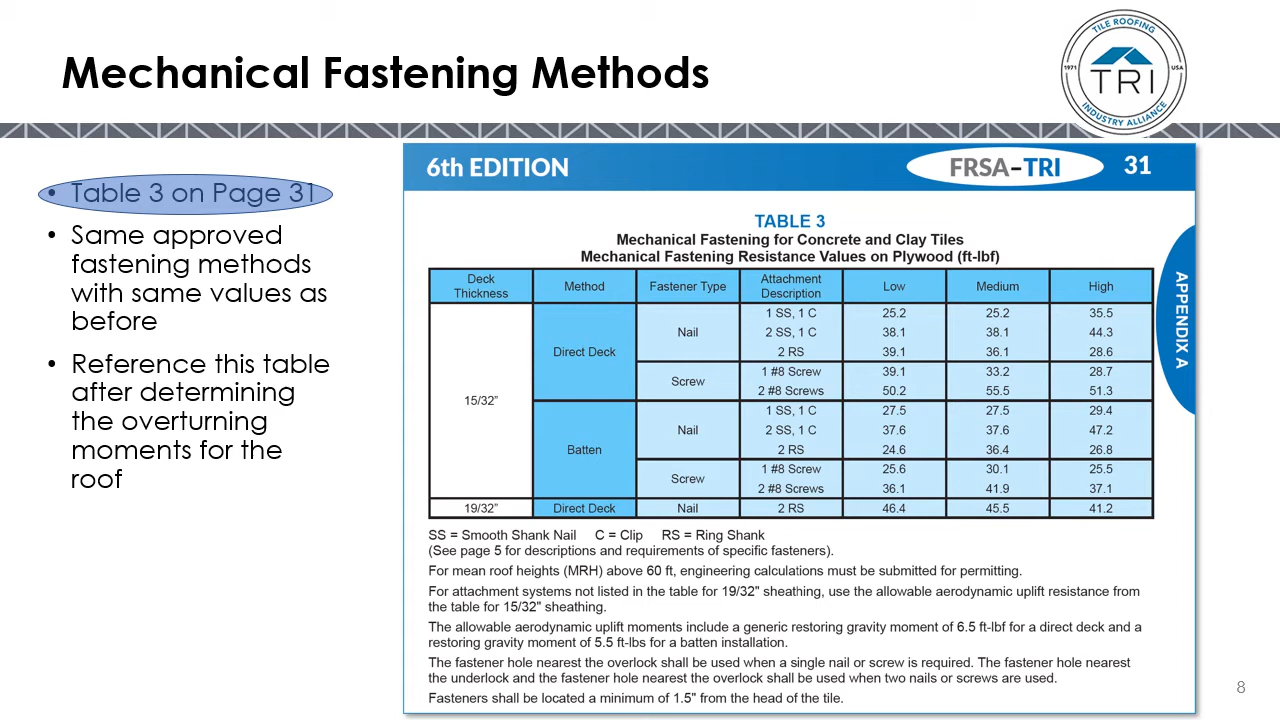 Mechanical Fastening Methods
TILE ROOFING
1971 TRI USA
INDUSTRY ALLIANCE
• Table 3 on Page 31
• Same approved
fastening methods
with same values as
before
• Reference this table
after determining
the overturning
moments for the
roof
6th EDITION FRSA–TRI 31
APPENDIX A
TABLE 3
Mechanical Fastening for Concrete and Clay Tiles
Mechanical Fastening Resistance Values on Plywood (ft-lbf)
Deck Thickness Method Fastener Type Attachment Description Low Medium High
15/32” Direct Deck Nail 1 SS, 1 C 25.2 25.2 35.5
2 SS, 1 C 38.1 38.1 44.3
2 RS 39.1 36.1 28.6
Screw 1 #8 Screw 39.1 33.2 28.7
2 #8 Screws 50.2 55.5 51.3
Batten Nail 1 SS, 1 C 27.5 27.5 29.4
2 SS, 1 C 37.6 37.6 47.2
2 RS 24.6 36.4 26.8
Screw 1 #8 Screw 25.6 30.1 25.5
2 #8 Screws 36.1 41.9 37.1
19/32” Direct Deck Nail 2 RS 46.4 45.5 41.2
SS = Smooth Shank Nail C = Clip RS = Ring Shank
(See page 5 for descriptions and requirements of specific fasteners).
For mean roof heights (MRH) above 60 ft, engineering calculations must be submitted for permitting.
For attachment systems not listed in the table for 19/32" sheathing, use the allowable aerodynamic uplift resistance from
the table for 15/32" sheathing.
The allowable aerodynamic uplift moments include a generic restoring gravity moment of 6.5 ft-lbf for a direct deck and a
restoring gravity moment of 5.5 ft-lbs for a batten installation.
The fastener hole nearest the overlock shall be used when a single nail or screw is required. The fastener hole nearest
the underlock and the fastener hole nearest the overlock shall be used when two nails or screws are used.
Fasteners shall be located a minimum of 1.5" from the head of the tile.
8